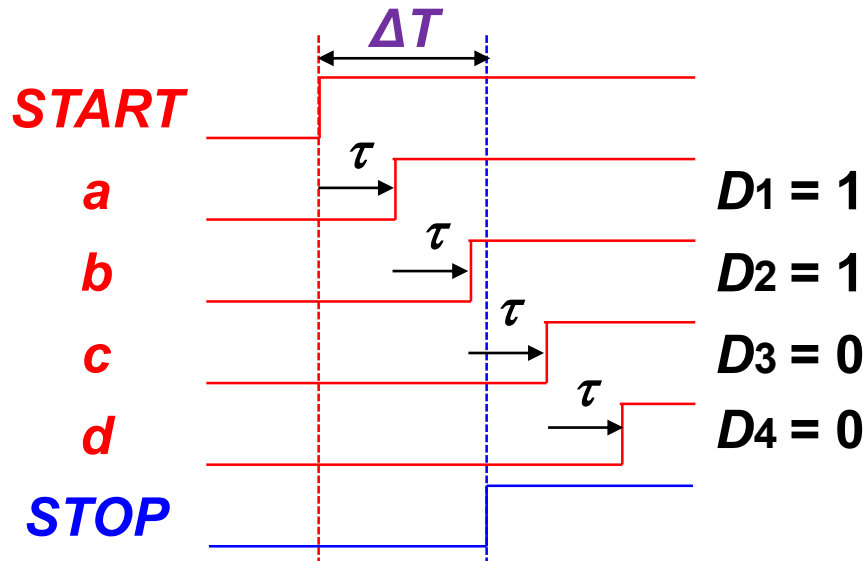 ΔT
START
τ
a
D1 = 1
τ
b
D2 = 1
τ
c
D3 = 0
τ
d
D4 = 0
STOP